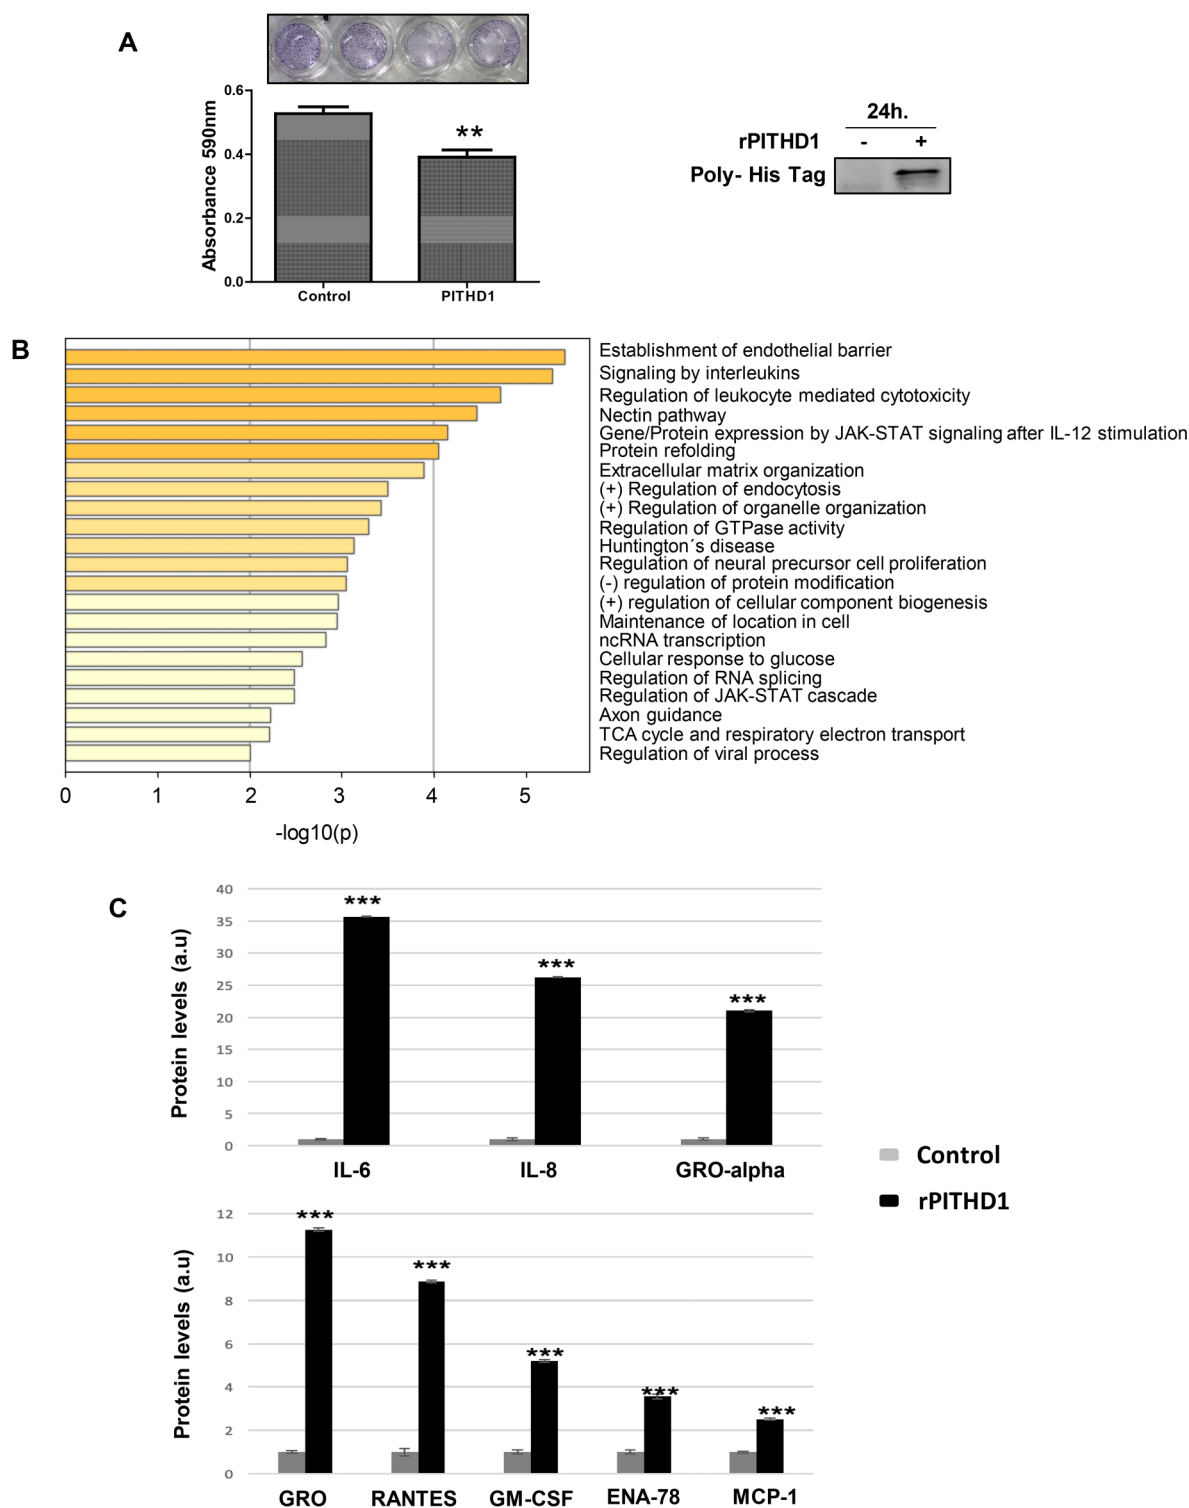 A
Absorbance 590nm
0.6
0.4
0.2
0.0
**
Control
PITHD1
24h.
rPITHD1 - +
Poly- His Tag
B
Establishment of endothelial barrier
Signaling by interleukins
Regulation of leukocyte mediated cytotoxicity
Nectin pathway
Gene/Protein expression by JAK-STAT signaling after IL-12 stimulation
Protein refolding
Extracellular matrix organization
(+) Regulation of endocytosis
(+) Regulation of organelle organization
Regulation of GTPase activity
Huntington´s disease
Regulation of neural precursor cell proliferation
(-) regulation of protein modification
(+) regulation of cellular component biogenesis
Maintenance of location in cell
ncRNA transcription
Cellular response to glucose
Regulation of RNA splicing
Regulation of JAK-STAT cascade
Axon guidance
TCA cycle and respiratory electron transport
Regulation of viral process
0 1 2 3 4 5
-log10(p)
C
Protein levels (a.u)
40
35
30
25
20
15
10
5
0
***
***
***
IL-6 IL-8 GRO-alpha
Control
rPITHD1
Protein levels (a.u)
12
10
8
6
4
2
0
***
***
***
***
***
GRO RANTES GM-CSF ENA-78 MCP-1